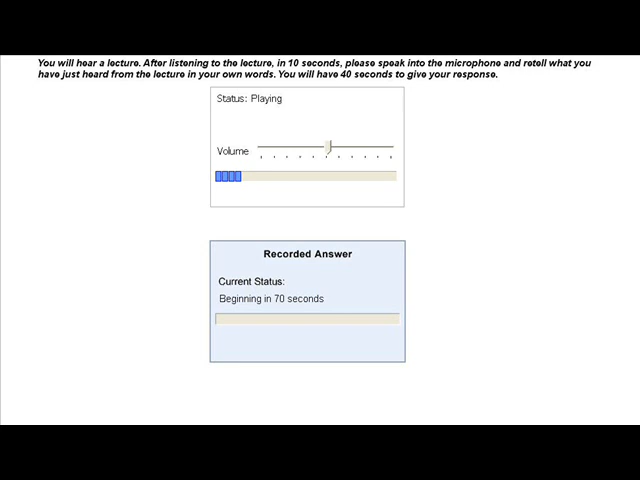 You will hear a lecture. After listening to the lecture, in 10 seconds, please speak into the microphone and retell what you
have just heard from the lecture in your own words. You will have 40 seconds to give your response.
Status: Playing
Volume
Recorded Answer
Current Status:
Beginning in 70 seconds